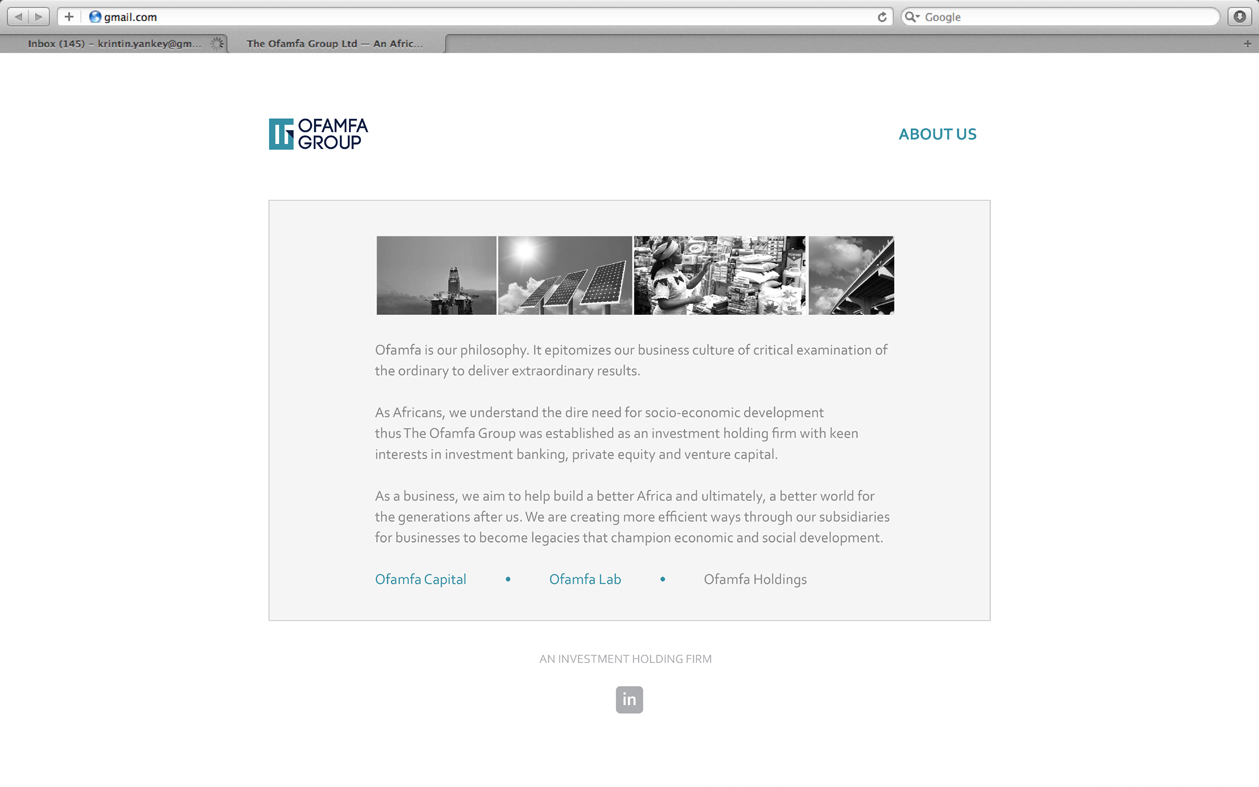 gmail.com
Google
Inbox (145) – krintin.yankey@gm...
The Ofamfa Group Ltd — An Afric...
OFAMFA
GROUP
ABOUT US
Ofamfa is our philosophy. It epitomizes our business culture of critical examination of
the ordinary to deliver extraordinary results.
As Africans, we understand the dire need for socio-economic development
thus The Ofamfa Group was established as an investment holding firm with keen
interests in investment banking, private equity and venture capital.
As a business, we aim to help build a better Africa and ultimately, a better world for
the generations after us. We are creating more efficient ways through our subsidiaries
for businesses to become legacies that champion economic and social development.
Ofamfa Capital • Ofamfa Lab • Ofamfa Holdings
AN INVESTMENT HOLDING FIRM
in